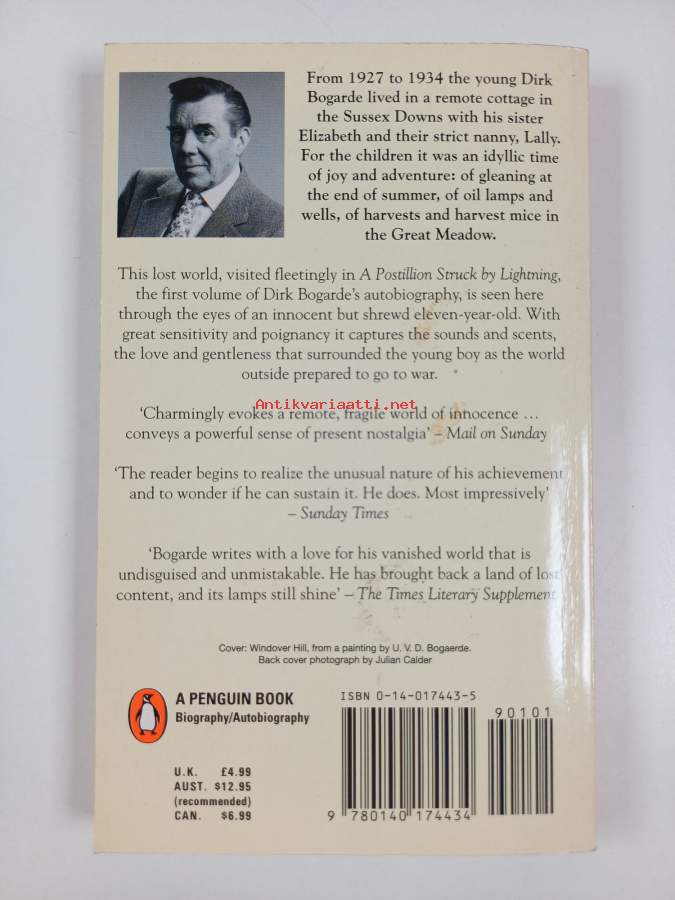 From 1927 to 1934 the young Dirk
Bogarde lived in a remote cottage in
the Sussex Downs with his sister
Elizabeth and their strict nanny, Lally.
For the children it was an idyllic time
of joy and adventure: of gleaning at
the end of summer, of oil lamps and
wells, of harvests and harvest mice in
the Great Meadow.
This lost world, visited fleetingly in A Postillion Struck by Lightning,
the first volume of Dirk Bogarde's autobiography, is seen here
through the eyes of an innocent but shrewd eleven-year-old. With
great sensitivity and poignancy it captures the sounds and scents,
the love and gentleness that surrounded the young boy as the world
outside prepared to go to war.
Antikvariaatti.net
‘Charmingly evokes a remote, fragile world of innocence …
conveys a powerful sense of present nostalgia’ – Mail on Sunday
‘The reader begins to realize the unusual nature of his achievement
and to wonder if he can sustain it. He does. Most impressively’
– Sunday Times
‘Bogarde writes with a love for his vanished world that is
undisguised and unmistakable. He has brought back a land of lost
content, and its lamps still shine’ – The Times Literary Supplement
Cover: Windover Hill, from a painting by U. V. D. Bogaerde.
Back cover photograph by Julian Calder
A PENGUIN BOOK
Biography/Autobiography
U.K. £4.99
AUST. $12.95
(recommended)
CAN. $6.99
ISBN 0-14-017443-5
90101
9 780140 174434